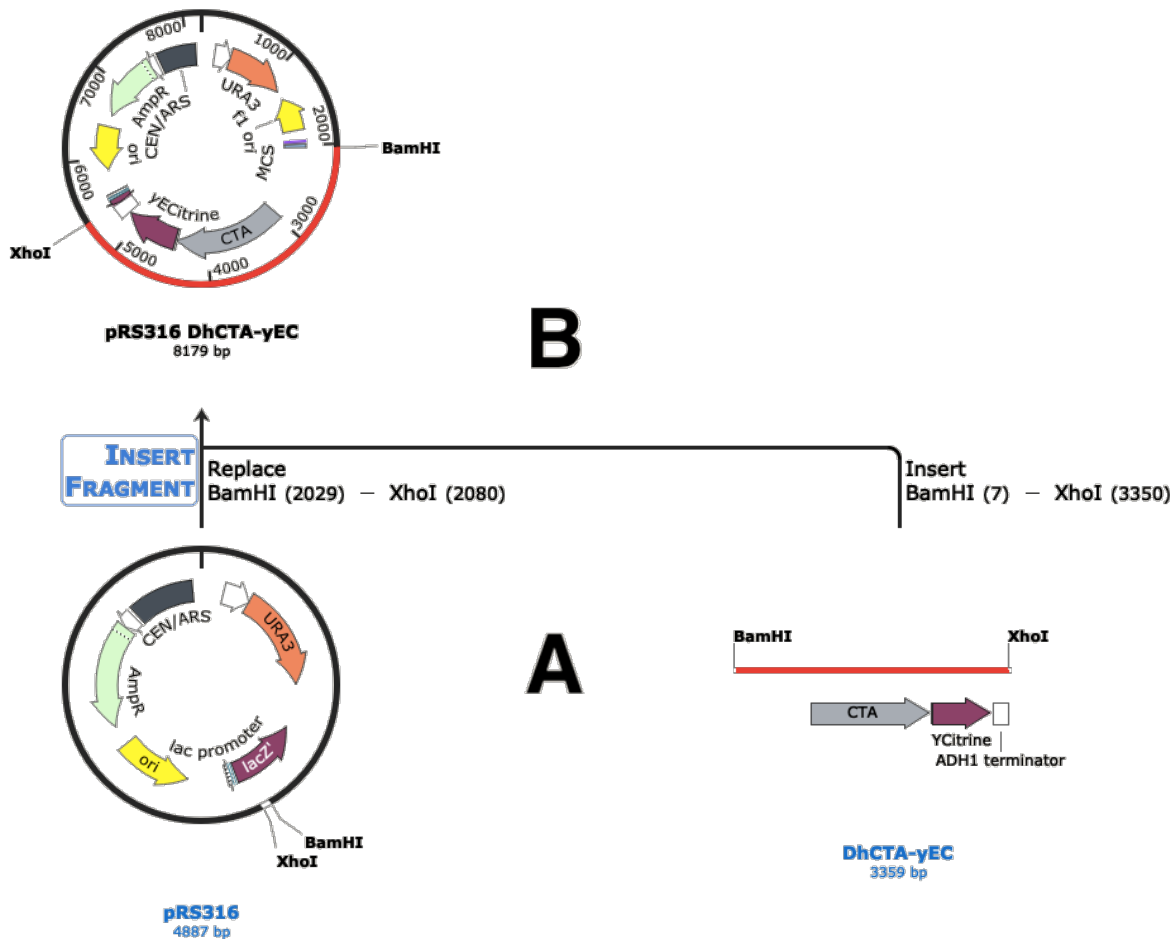 8000
1000
7000
2000
6000
3000
5000
4000
URA3
f1 ori
MCS
AmpR
CEN/ARS
ori
yECitrine
CTA
BamHI
XhoI
pRS316 DhCTA-yEC
8179 bp
B
INSERT
FRAGMENT
Replace
BamHI (2029) – XhoI (2080)
Insert
BamHI (7) – XhoI (3350)
A
CEN/ARS
URA3
AmpR
lac promoter
lacZ'
ori
BamHI
XhoI
pRS316
4887 bp
BamHI
XhoI
CTA
YCitrine
ADH1 terminator
DhCTA-yEC
3359 bp